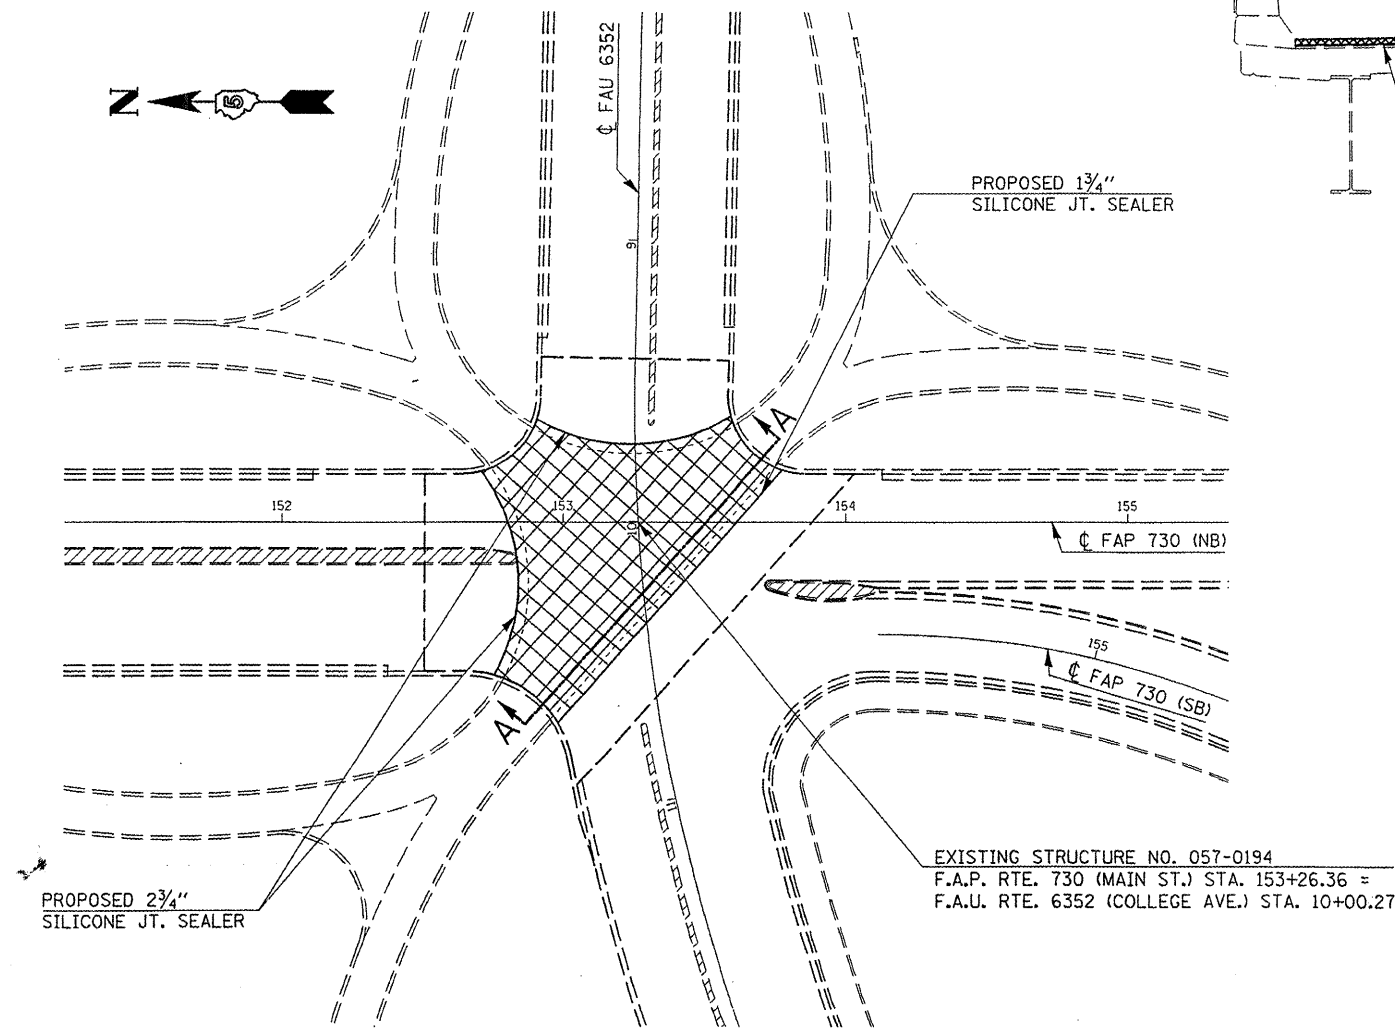 N
5
℄ FAU 6352
PROPOSED 1¾"
SILICONE JT. SEALER
91
A
152
153
154
155
10
℄ FAP 730 (NB)
155
℄ FAP 730 (SB)
A
11
EXISTING STRUCTURE NO. 057-0194
F.A.P. RTE. 730 (MAIN ST.) STA. 153+26.36 =
F.A.U. RTE. 6352 (COLLEGE AVE.) STA. 10+00.27
PROPOSED 2¾"
SILICONE JT. SEALER